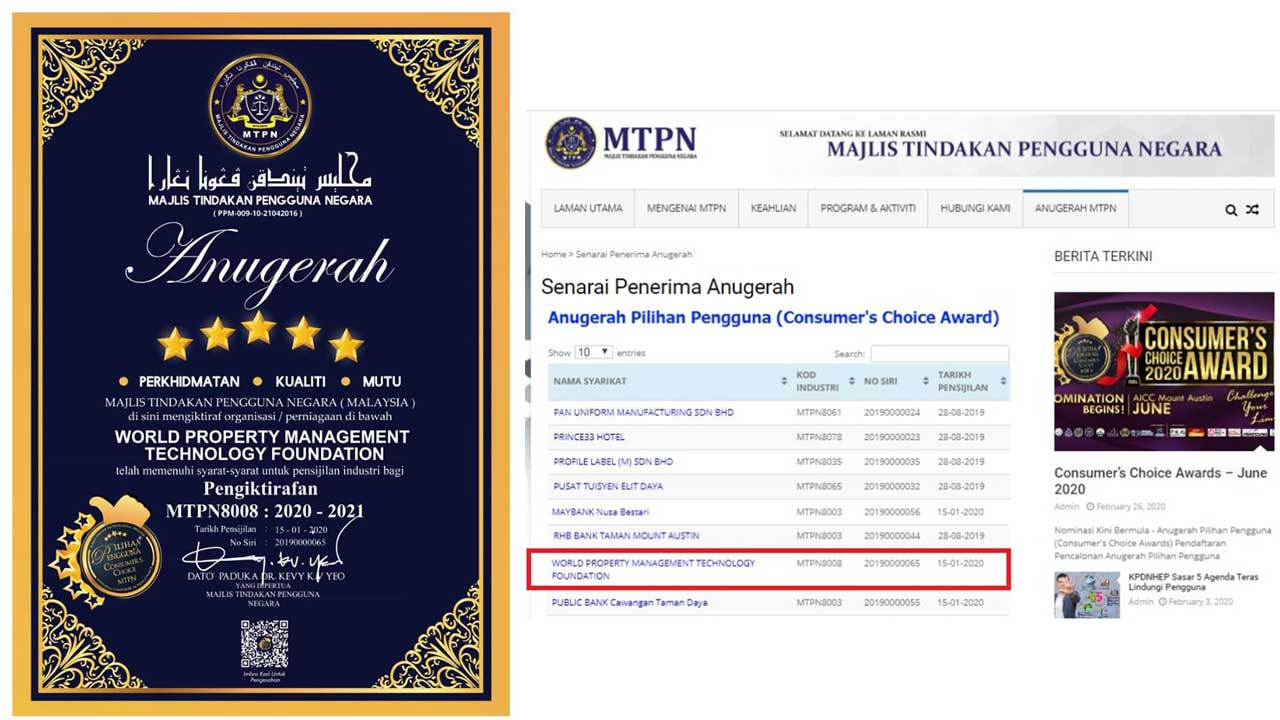 MTPN
MAJLIS TINDAKAN PENGGUNA NEGARA
مجليس تيندقن ڤڠݢونا نݢارا
MAJLIS TINDAKAN PENGGUNA NEGARA
( PPM-009-10-21042016 )
Anugerah
PERKHIDMATAN KUALITI MUTU
MAJLIS TINDAKAN PENGGUNA NEGARA ( MALAYSIA )
di sini mengiktiraf organisasi / perniagaan di bawah
WORLD PROPERTY MANAGEMENT
TECHNOLOGY FOUNDATION
telah memenuhi syarat-syarat untuk pensijilan industri bagi
Pengiktirafan
MTPN8008 : 2020 - 2021
Tarikh Pensijilan : 15 - 01 - 2020
No Siri : 20190000065
DATO PADUKA DR. KEVY K.V YEO
YANG DIPERTUA
MAJLIS TINDAKAN PENGGUNA
NEGARA
PILIHAN
PENGGUNA
CONSUMER'S
CHOICE
MTPN
Imbas Kod Untuk
Pengesahan
MTPN
MAJLIS TINDAKAN PENGGUNA NEGARA
SELAMAT DATANG KE LAMAN RASMI
MAJLIS TINDAKAN PENGGUNA NEGARA
LAMAN UTAMA MENGENAI MTPN KEAHLIAN PROGRAM & AKTIVITI HUBUNGI KAMI ANUGERAH MTPN
Home > Senarai Penerima Anugerah
Senarai Penerima Anugerah
Anugerah Pilihan Pengguna (Consumer's Choice Award)
Show 10 entries Search:
NAMA SYARIKAT KOD INDUSTRI NO SIRI TARIKH PENSIJILAN
PAN UNIFORM MANUFACTURING SDN BHD MTPN8061 20190000024 28-08-2019
PRINCE33 HOTEL MTPN8078 20190000023 28-08-2019
PROFILE LABEL (M) SDN BHD MTPN8035 20190000035 28-08-2019
PUSAT TUISYEN ELIT DAYA MTPN8065 20190000032 28-08-2019
MAYBANK Nusa Bestari MTPN8003 20190000056 15-01-2020
RHB BANK TAMAN MOUNT AUSTIN MTPN8003 20190000044 28-08-2019
WORLD PROPERTY MANAGEMENT TECHNOLOGY MTPN8008 20190000065 15-01-2020
FOUNDATION
PUBLIC BANK Cawangan Taman Daya MTPN8003 20190000055 15-01-2020
BERITA TERKINI
CONSUMER'S
CHOICE AWARD
2020
OMINATION
BEGINS!
AICC Mount Austin
JUNE
Challenge
Your
Lim
Consumer's Choice Awards – June
2020
Admin February 26, 2020
Nominasi Kini Bermula - Anugerah Pilihan Pengguna
(Consumer's Choice Awards) Pendaftaran
Pencalonan Anugerah Pilihan Pengguna
KPDNHEP Sasar 5 Agenda Teras
Lindungi Pengguna
Admin February 3, 2020